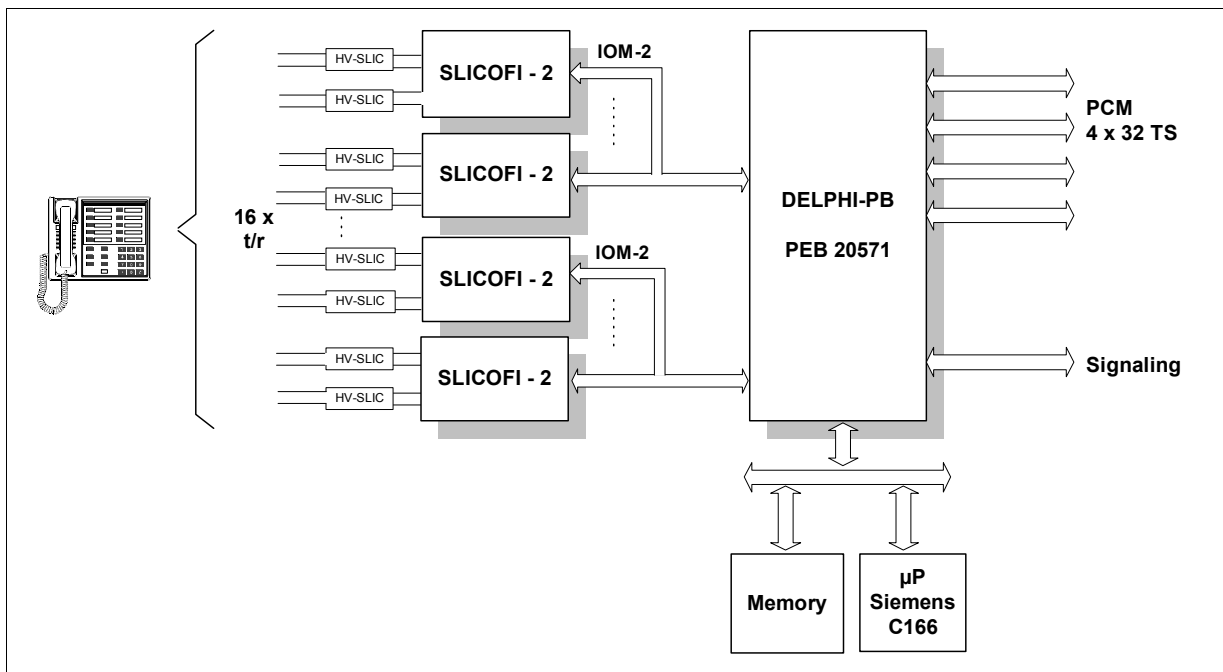 HV-SLIC
HV-SLIC
SLICOFI - 2
IOM-2
HV-SLIC
HV-SLIC
SLICOFI - 2
16 x
t/r
HV-SLIC
HV-SLIC
SLICOFI - 2
IOM-2
HV-SLIC
HV-SLIC
SLICOFI - 2
DELPHI-PB
PEB 20571
PCM
4 x 32 TS
Signaling
Memory
µP
Siemens
C166